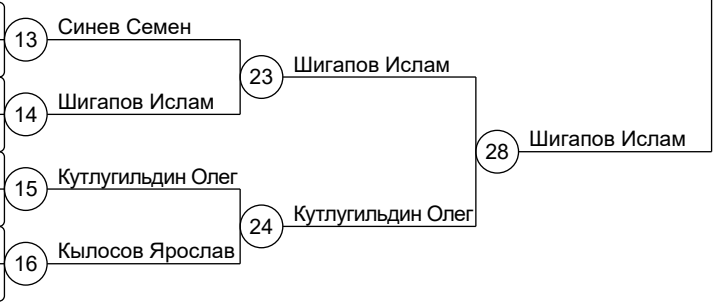 13 Синев Семен
23 Шигапов Ислам
14 Шигапов Ислам
28 Шигапов Ислам
15 Кутлугильдин Олег
24 Кутлугильдин Олег
16 Кылосов Ярослав